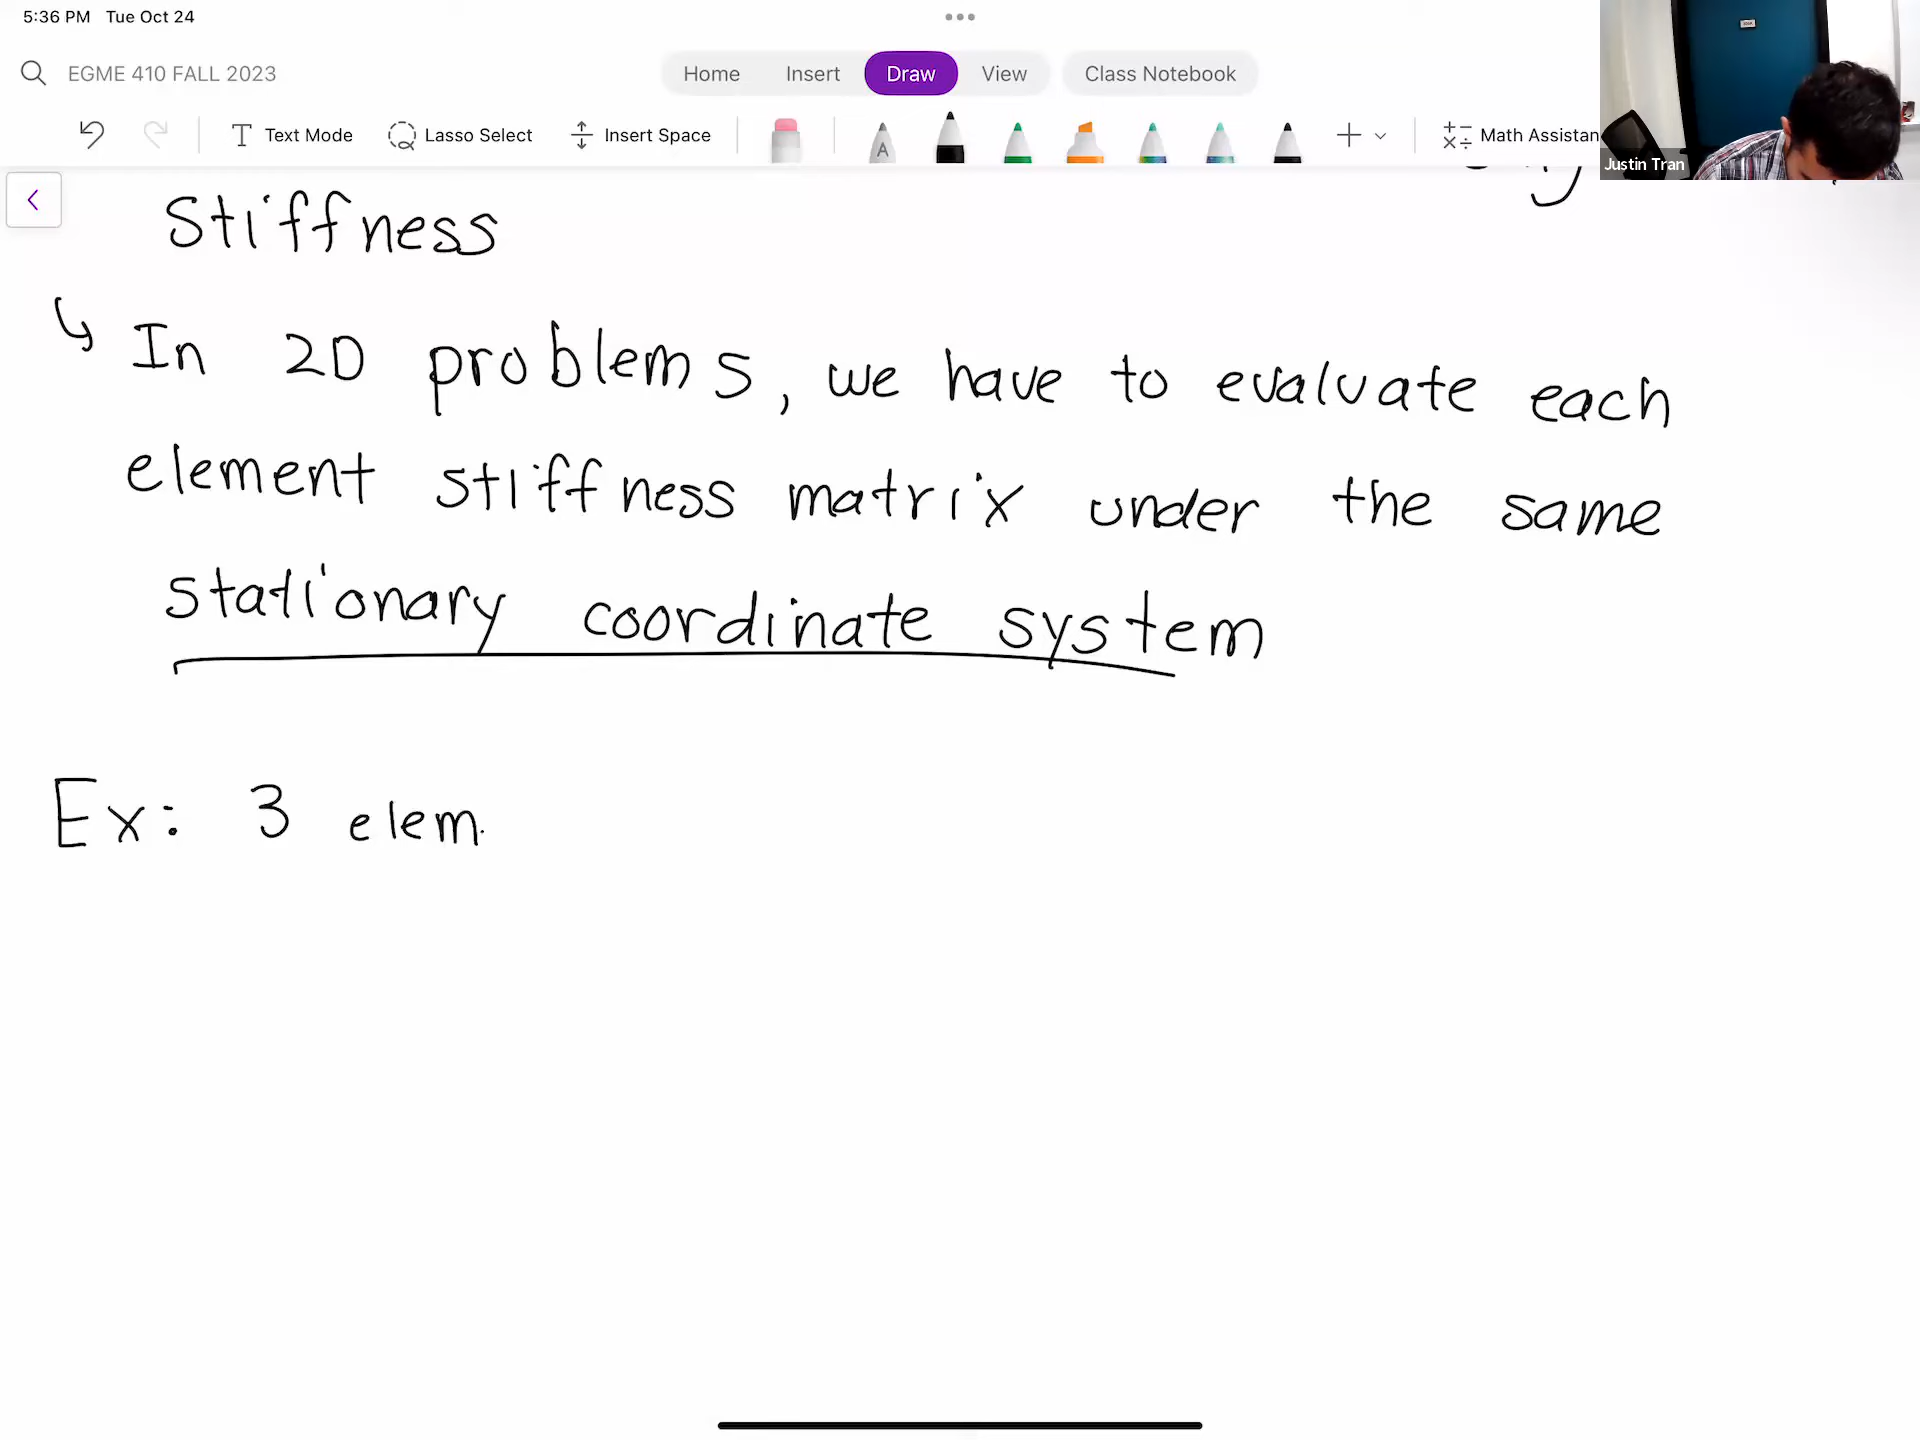 5:36 PM Tue Oct 24
EGME 410 FALL 2023
Home Insert Draw View Class Notebook
Text Mode Lasso Select Insert Space A Math Assistan
Justin Tran
Stiffness
↳ In 2D problems, we have to evaluate each
element stiffness matrix under the same
stationary coordinate system
Ex: 3 elem